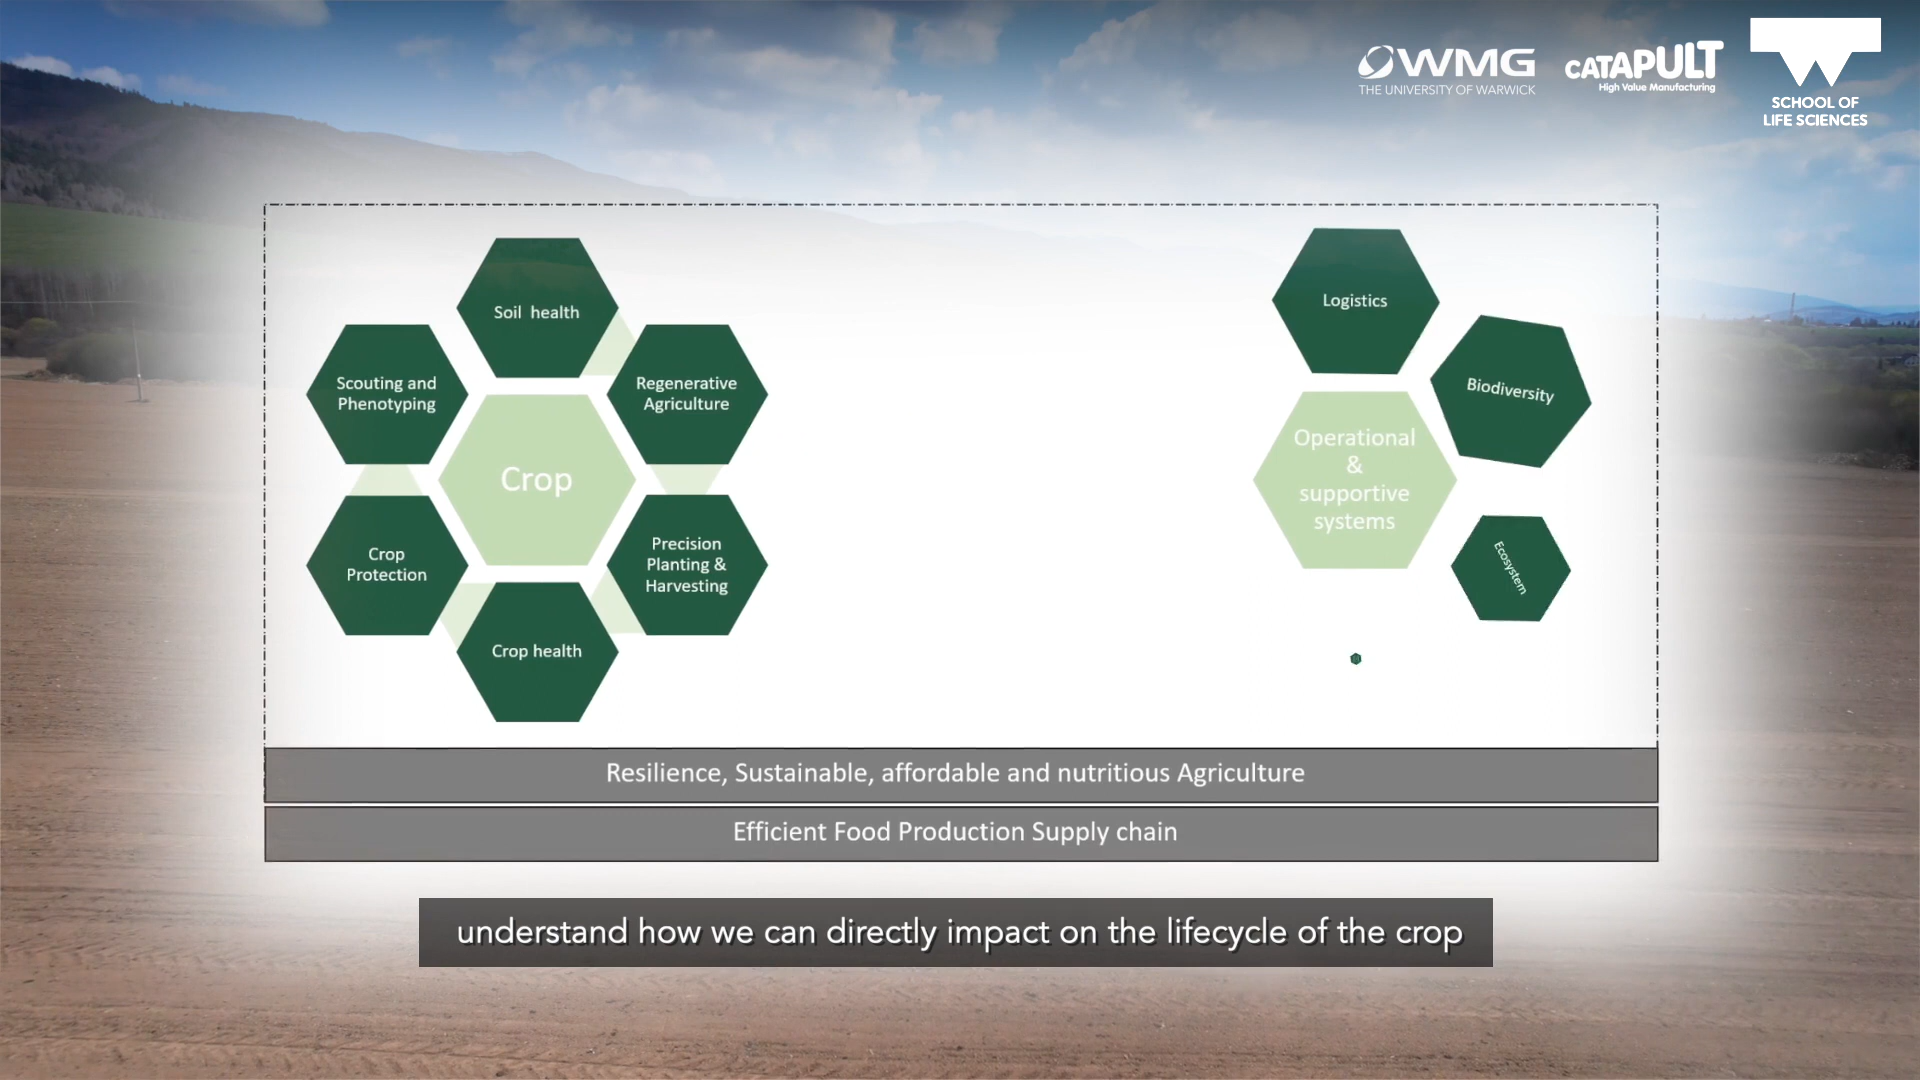 WMG
THE UNIVERSITY OF WARWICK
CATAPULT
High Value Manufacturing
SCHOOL OF
LIFE SCIENCES
Soil health
Scouting and
Phenotyping
Regenerative
Agriculture
Crop
Crop
Protection
Precision
Planting &
Harvesting
Crop health
Logistics
Biodiversity
Operational
&
supportive
systems
Ecosystem
Resilience, Sustainable, affordable and nutritious Agriculture
Efficient Food Production Supply chain
understand how we can directly impact on the lifecycle of the crop